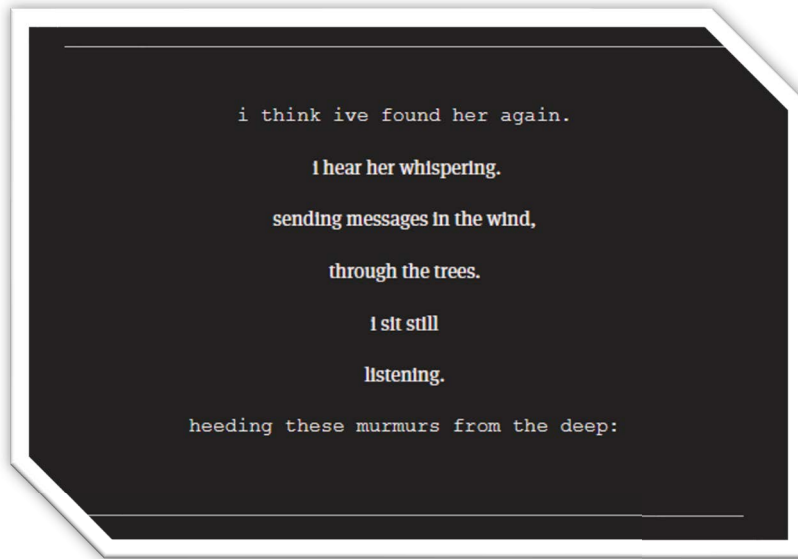 i think ive found her again.
i hear her whispering.
sending messages in the wind,
through the trees.
i sit still
listening.
heeding these murmurs from the deep: